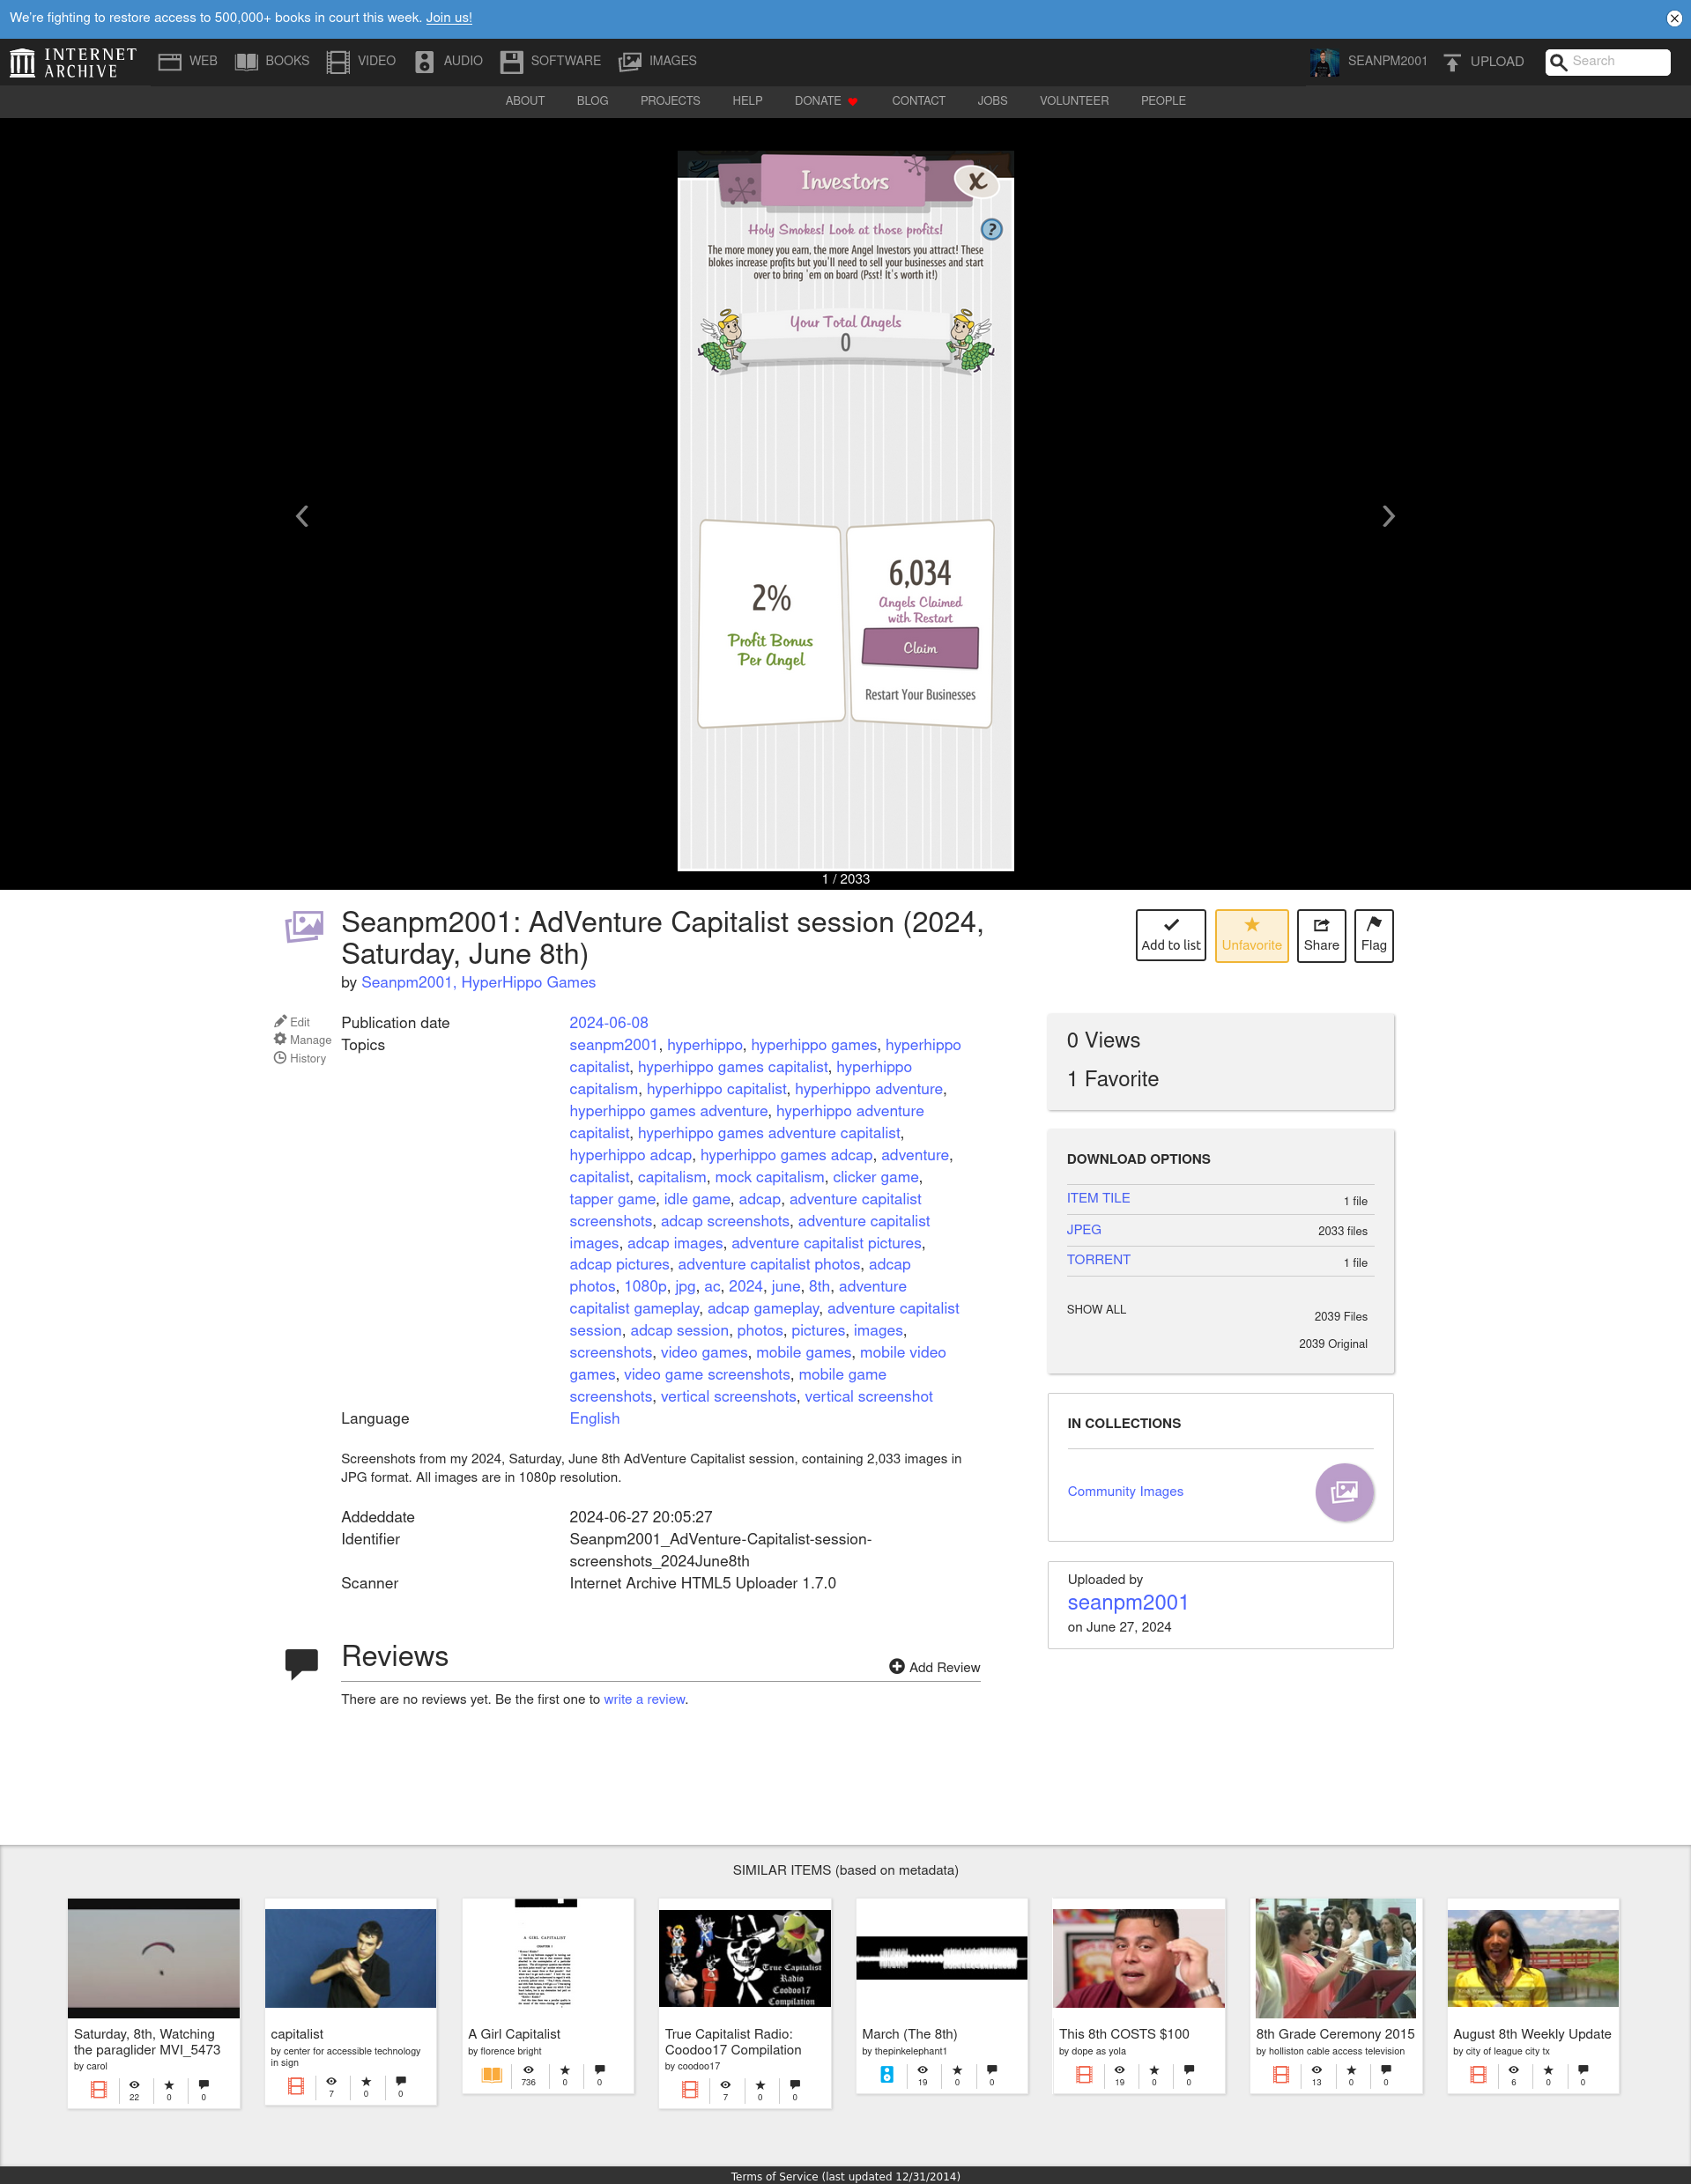 We're fighting to restore access to 500,000+ books in court this week. Join us!
INTERNET ARCHIVE
WEB BOOKS VIDEO AUDIO SOFTWARE IMAGES SEANPM2001 UPLOAD Search
ABOUT BLOG PROJECTS HELP DONATE CONTACT JOBS VOLUNTEER PEOPLE
Investors
X
Holy Smokes! Look at those profits!
?
The more money you earn, the more Angel Investors you attract! These
blokes increase profits but you'll need to sell your businesses and start
over to bring 'em on board (Psst! It's worth it!)
Your Total Angels
0
2%
Profit Bonus
Per Angel
6,034
Angels Claimed
with Restart
Claim
Restart Your Businesses
1 / 2033
Seanpm2001: AdVenture Capitalist session (2024,
Saturday, June 8th)
by Seanpm2001, HyperHippo Games
Add to list
Unfavorite
Share
Flag
Edit
Manage
History
Publication date 2024-06-08
Topics seanpm2001, hyperhippo, hyperhippo games, hyperhippo
capitalist, hyperhippo games capitalist, hyperhippo
capitalism, hyperhippo capitalist, hyperhippo adventure,
hyperhippo games adventure, hyperhippo adventure
capitalist, hyperhippo games adventure capitalist,
hyperhippo adcap, hyperhippo games adcap, adventure,
capitalist, capitalism, mock capitalism, clicker game,
tapper game, idle game, adcap, adventure capitalist
screenshots, adcap screenshots, adventure capitalist
images, adcap images, adventure capitalist pictures,
adcap pictures, adventure capitalist photos, adcap
photos, 1080p, jpg, ac, 2024, june, 8th, adventure
capitalist gameplay, adcap gameplay, adventure capitalist
session, adcap session, photos, pictures, images,
screenshots, video games, mobile games, mobile video
games, video game screenshots, mobile game
screenshots, vertical screenshots, vertical screenshot
Language English
Screenshots from my 2024, Saturday, June 8th AdVenture Capitalist session, containing 2,033 images in
JPG format. All images are in 1080p resolution.
Addeddate 2024-06-27 20:05:27
Identifier Seanpm2001_AdVenture-Capitalist-session-
screenshots_2024June8th
Scanner Internet Archive HTML5 Uploader 1.7.0
0 Views
1 Favorite
DOWNLOAD OPTIONS
ITEM TILE 1 file
JPEG 2033 files
TORRENT 1 file
SHOW ALL 2039 Files
2039 Original
IN COLLECTIONS
Community Images
Uploaded by
seanpm2001
on June 27, 2024
Reviews
Add Review
There are no reviews yet. Be the first one to write a review.
SIMILAR ITEMS (based on metadata)
Saturday, 8th, Watching
the paraglider MVI_5473
by carol
22 0 0
capitalist
by center for accessible technology
in sign
7 0 0
A GIRL CAPITALIST
A Girl Capitalist
by florence bright
736 0 0
True Capitalist
Radio
Coodoo17
Compilation
True Capitalist Radio:
Coodoo17 Compilation
by coodoo17
7 0 0
March (The 8th)
by thepinkelephant1
19 0 0
This 8th COSTS $100
by dope as yola
19 0 0
8th Grade Ceremony 2015
by holliston cable access television
13 0 0
August 8th Weekly Update
by city of league city tx
6 0 0
Terms of Service (last updated 12/31/2014)